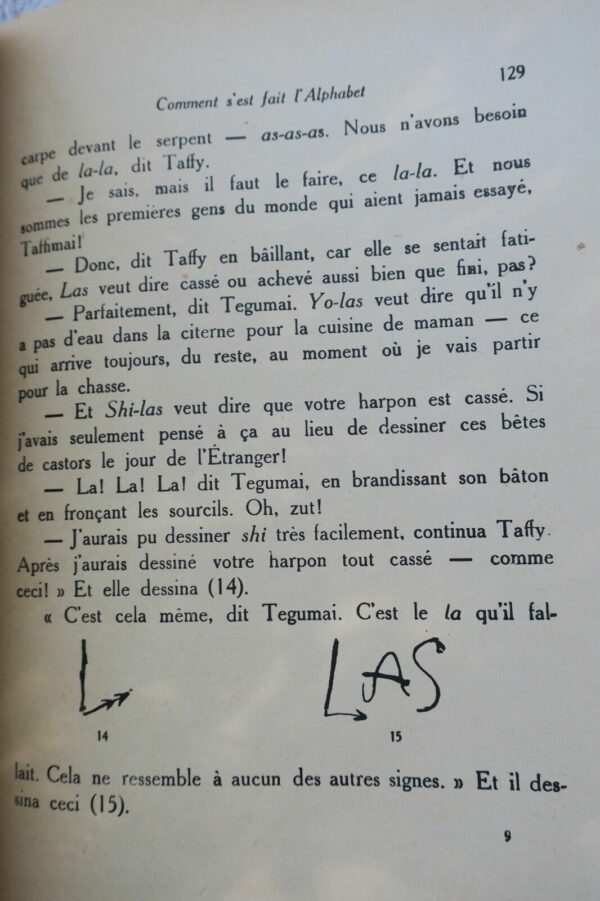 129
Comment s'est fait l'Alphabet
carpe devant le serpent — as-as-as. Nous n'avons besoin
que de la-la, dit Taffy.
— Je sais, mais il faut le faire, ce la-la. Et nous
sommes les premières gens du monde qui aient jamais essayé,
Taffimai!
— Donc, dit Taffy en bâillant, car elle se sentait fati-
guée, Las veut dire cassé ou achevé aussi bien que fini, pas?
— Parfaitement, dit Tegumai. Yo-las veut dire qu'il n'y
a pas d'eau dans la citerne pour la cuisine de maman — ce
qui arrive toujours, du reste, au moment où je vais partir
pour la chasse.
— Et Shi-las veut dire que votre harpon est cassé. Si
j'avais seulement pensé à ça au lieu de dessiner ces bêtes
de castors le jour de l'Étranger!
— La! La! La! dit Tegumai, en brandissant son bâton
et en fronçant les sourcils. Oh, zut!
— J'aurais pu dessiner shi très facilement, continua Taffy.
Après j'aurais dessiné votre harpon tout cassé — comme
ceci! » Et elle dessina (14).
« C'est cela même, dit Tegumai. C'est le la qu'il fal-
L LAS
14 15
lait. Cela ne ressemble à aucun des autres signes. » Et il des-
sina ceci (15).
9